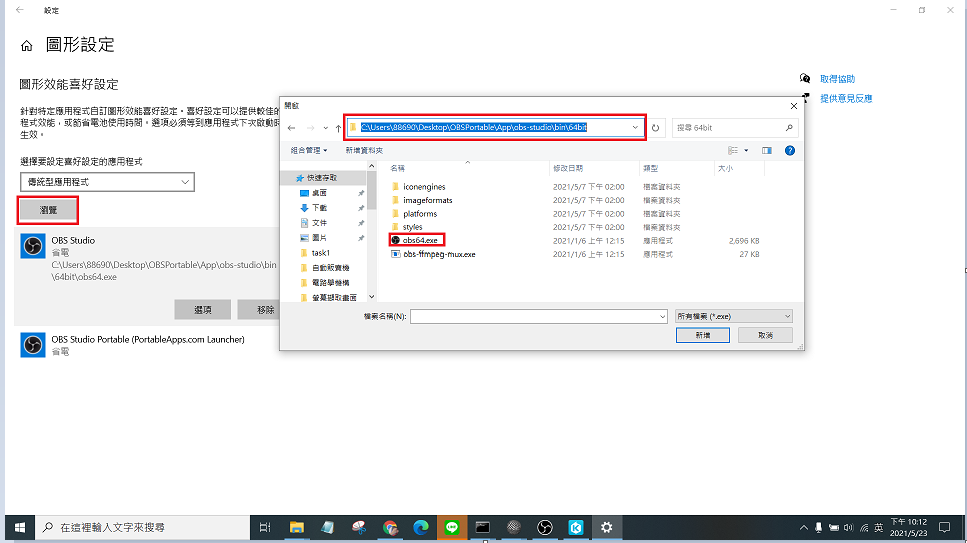 設定
圖形設定
圖形效能喜好設定
針對特定應用程式自訂圖形效能喜好設定。喜好設定可以提供較佳的
程式效能，或節省電池使用時間。選項必須等到應用程式下次啟動時
生效。
選擇要設定喜好設定的應用程式
傳統型應用程式
瀏覽
OBS Studio
省電
C:\Users\88690\Desktop\OBSPortable\App\obs-studio\bin
\64bit\obs64.exe
選項
移除
OBS Studio Portable (PortableApps.com Launcher)
省電
取得協助
提供意見反應
開啟
C:\Users\88690\Desktop\OBSPortable\App\obs-studio\bin\64bit
搜尋 64bit
組合管理
新增資料夾
快速存取
桌面
下載
文件
圖片
task1
自動販賣機
電路學機構
螢幕擷取畫面
名稱 修改日期 類型 大小
iconengines 2021/5/7 下午 02:00 檔案資料夾
imageformats 2021/5/7 下午 02:00 檔案資料夾
platforms 2021/5/7 下午 02:00 檔案資料夾
styles 2021/5/7 下午 02:00 檔案資料夾
obs64.exe 2021/1/6 上午 12:15 應用程式 2,696 KB
obs-ffmpeg-mux.exe 2021/1/6 上午 12:15 應用程式 27 KB
檔案名稱(N):
所有檔案 (*.exe)
新增
取消
在這裡輸入文字來搜尋
LINE
英
下午 10:12
2021/5/23